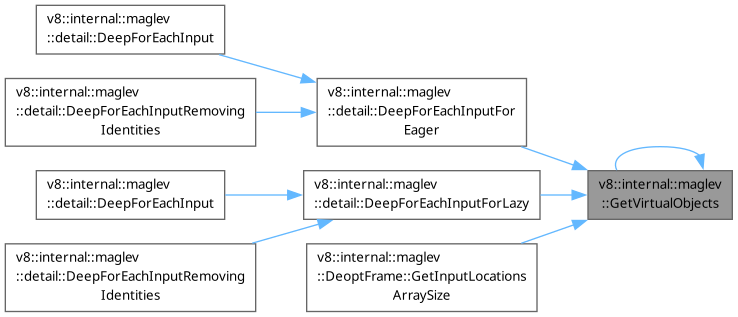 v8::internal::maglev
::detail::DeepForEachInput
v8::internal::maglev
::detail::DeepForEachInputRemoving
Identities
v8::internal::maglev
::detail::DeepForEachInputFor
Eager
v8::internal::maglev
::detail::DeepForEachInput
v8::internal::maglev
::detail::DeepForEachInputForLazy
v8::internal::maglev
::GetVirtualObjects
v8::internal::maglev
::detail::DeepForEachInputRemoving
Identities
v8::internal::maglev
::DeoptFrame::GetInputLocations
ArraySize